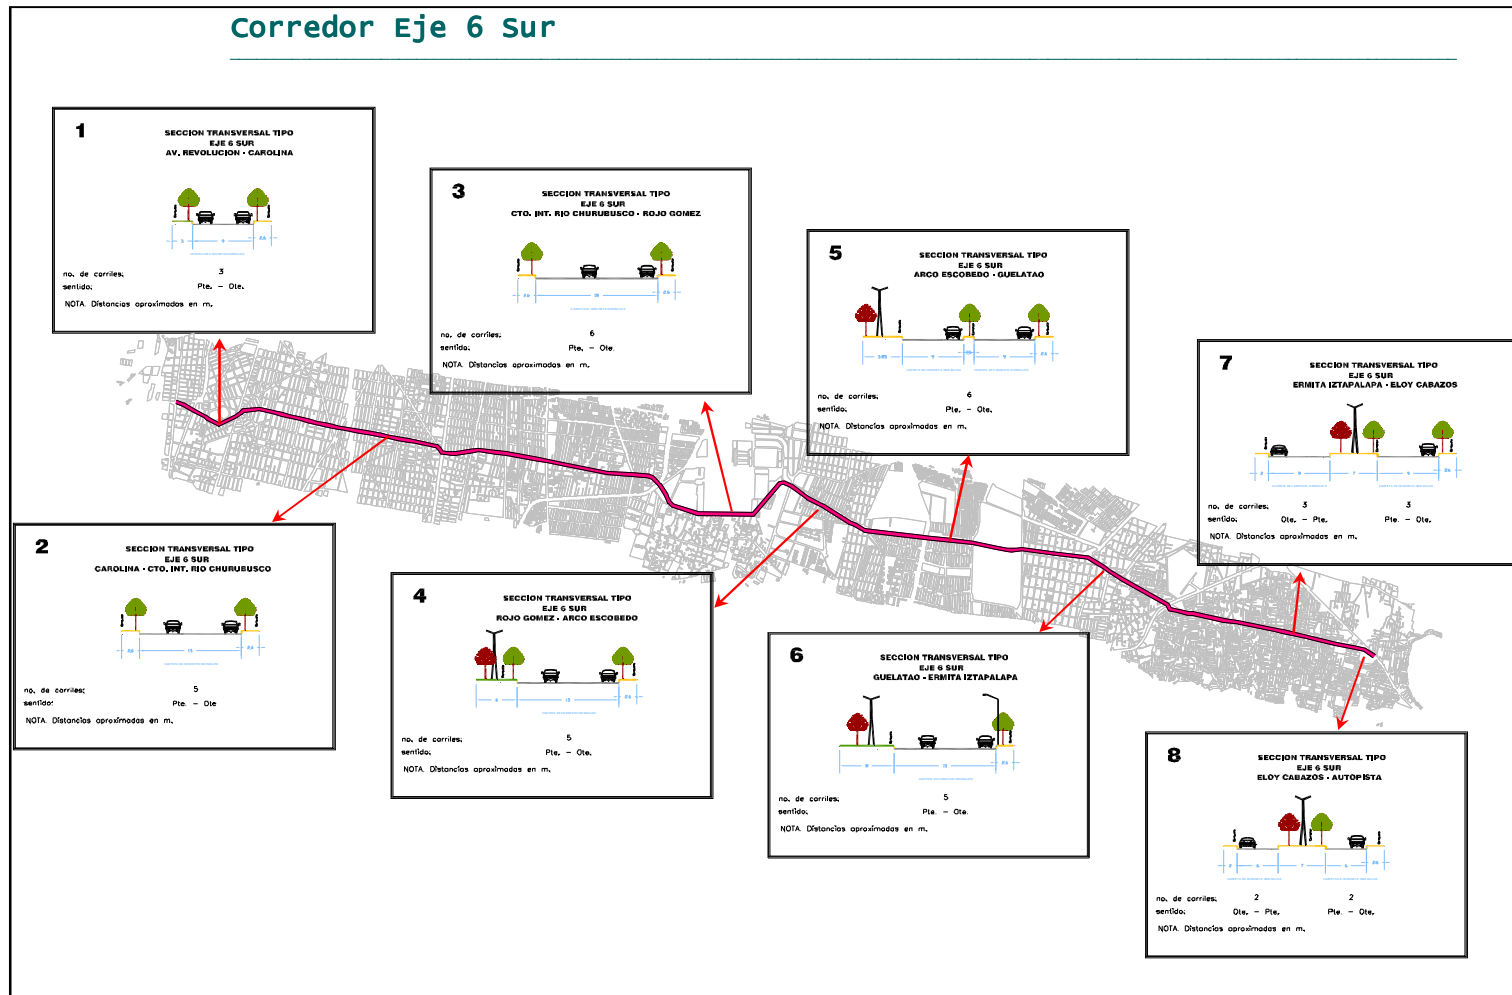 Corredor Eje 6 Sur
1
SECCION TRANSVERSAL TIPO
EJE 6 SUR
AV. REVOLUCION - CAROLINA
no. de carriles: 3
sentido: Pte. - Ote.
NOTA. Distancias aproximadas en m.
3
SECCION TRANSVERSAL TIPO
EJE 6 SUR
CTO. INT. RIO CHURUBUSCO - ROJO GOMEZ
no. de carriles: 6
sentido: Pte. - Ote.
NOTA. Distancias aproximadas en m.
5
SECCION TRANSVERSAL TIPO
EJE 6 SUR
ARCO ESCOBEDO - GUELATAO
9 9
no. de carriles: 6
sentido: Pte. - Ote.
NOTA. Distancias aproximadas en m.
7
SECCION TRANSVERSAL TIPO
EJE 6 SUR
ERMITA IZTAPALAPA - ELOY CABAZOS
7
no. de carriles: 3 3
sentido: Ote. - Pte. Pte. - Ote.
NOTA. Distancias aproximadas en m.
2
SECCION TRANSVERSAL TIPO
EJE 6 SUR
CAROLINA - CTO. INT. RIO CHURUBUSCO
no. de carriles: 5
sentido: Pte. - Ote
NOTA. Distancias aproximadas en m.
4
SECCION TRANSVERSAL TIPO
EJE 6 SUR
ROJO GOMEZ - ARCO ESCOBEDO
no. de carriles: 5
sentido: Pte. - Ote.
NOTA. Distancias aproximadas en m.
6
SECCION TRANSVERSAL TIPO
EJE 6 SUR
GUELATAO - ERMITA IZTAPALAPA
no. de carriles: 5
sentido: Pte. - Ote.
NOTA. Distancias aproximadas en m.
8
SECCION TRANSVERSAL TIPO
EJE 6 SUR
ELOY CABAZOS - AUTOPISTA
7
no. de carriles: 2 2
sentido: Ote. - Pte. Pte. - Ote.
NOTA. Distancias aproximadas en m.